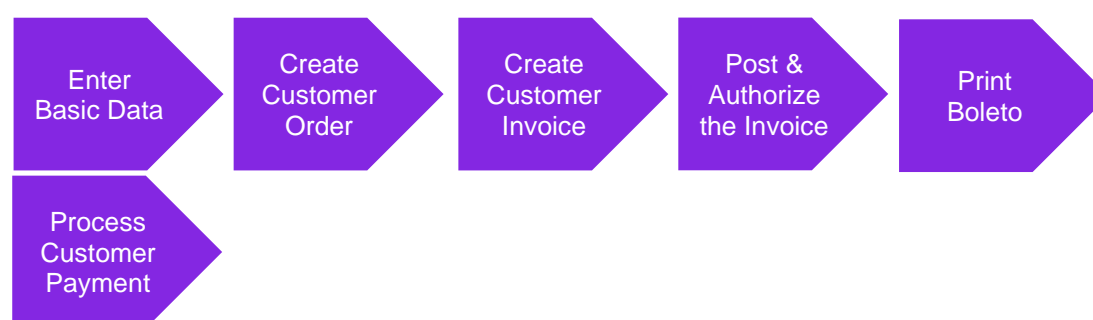 Enter
Basic Data
Create
Customer
Order
Create
Customer
Invoice
Post &
Authorize
the Invoice
Print
Boleto
Process
Customer
Payment